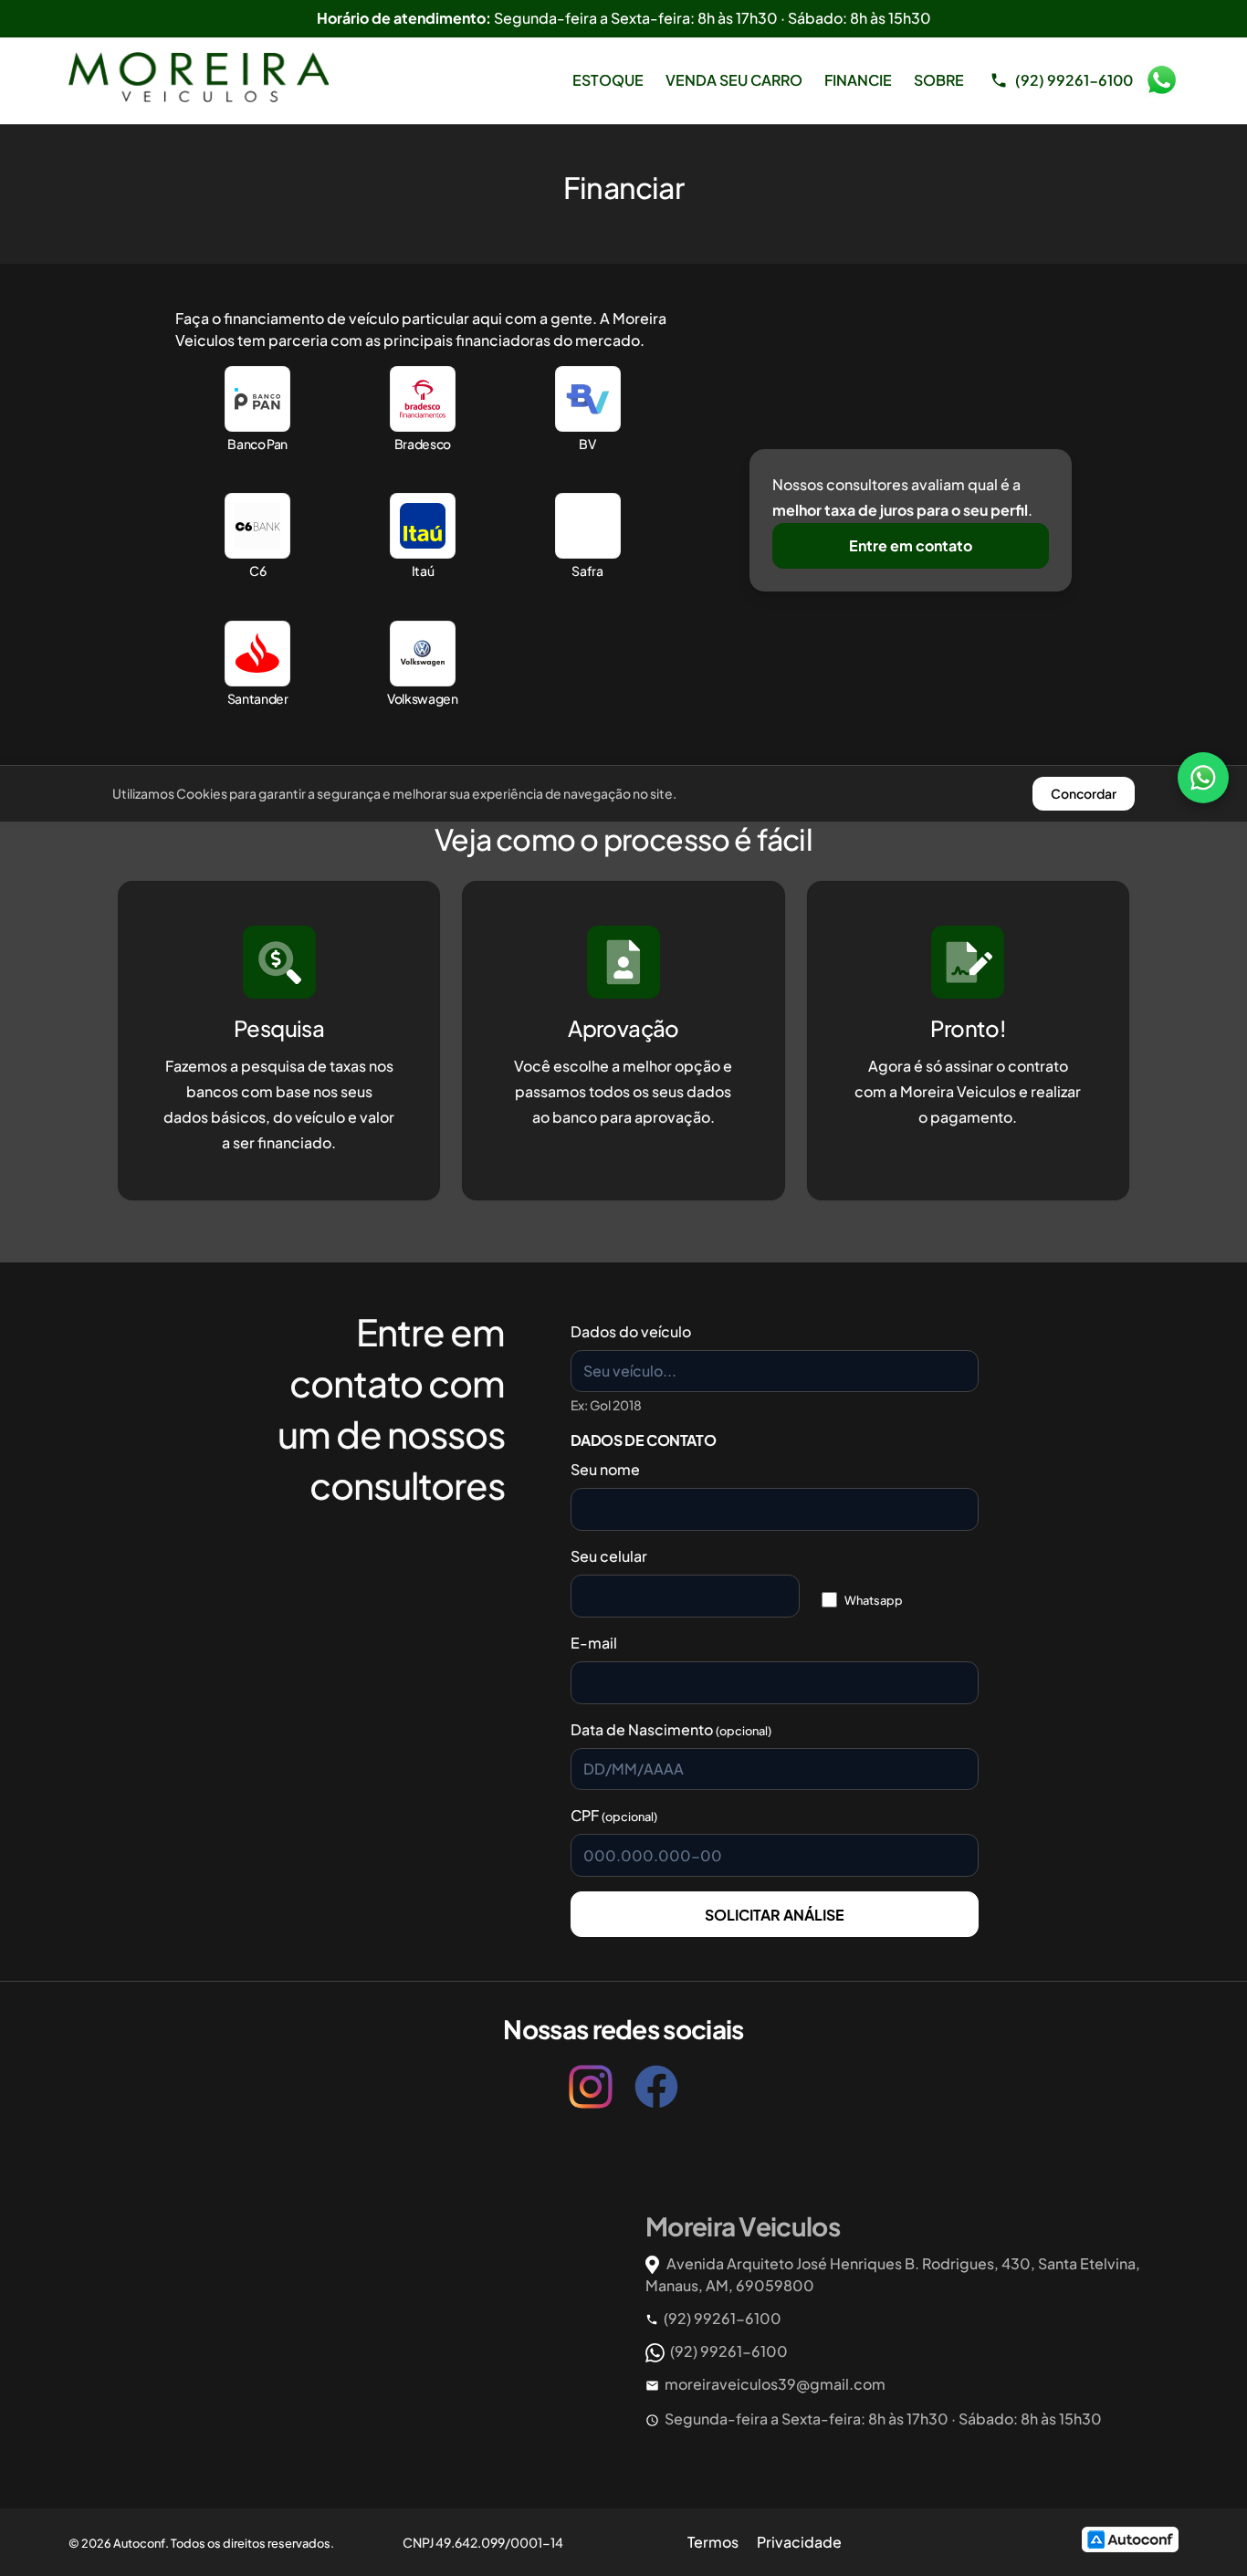 Horário de atendimento: Segunda-feira a Sexta-feira: 8h às 17h30 · Sábado: 8h às 15h30
MOREIRA
VEICULOS
ESTOQUE VENDA SEU CARRO FINANCIE SOBRE (92) 99261-6100
Financiar
Faça o financiamento de veículo particular aqui com a gente. A Moreira
Veiculos tem parceria com as principais financiadoras do mercado.
BANCO
PAN
bradesco
financiamentos
BV
Banco Pan
Bradesco
BV
C6 BANK
Itaú
C6
Itaú
Safra
Volkswagen
Santander
Volkswagen
Nossos consultores avaliam qual é a
melhor taxa de juros para o seu perfil.
Entre em contato
Utilizamos Cookies para garantir a segurança e melhorar sua experiência de navegação no site.
Concordar
Veja como o processo é fácil
Pesquisa
Fazemos a pesquisa de taxas nos
bancos com base nos seus
dados básicos, do veículo e valor
a ser financiado.
Aprovação
Você escolhe a melhor opção e
passamos todos os seus dados
ao banco para aprovação.
Pronto!
Agora é só assinar o contrato
com a Moreira Veiculos e realizar
o pagamento.
Entre em
contato com
um de nossos
consultores
Dados do veículo
Seu veículo...
Ex: Gol 2018
DADOS DE CONTATO
Seu nome
Seu celular
Whatsapp
E-mail
Data de Nascimento (opcional)
DD/MM/AAAA
CPF (opcional)
000.000.000-00
SOLICITAR ANÁLISE
Nossas redes sociais
Moreira Veiculos
Avenida Arquiteto José Henriques B. Rodrigues, 430, Santa Etelvina,
Manaus, AM, 69059800
(92) 99261-6100
(92) 99261-6100
moreiraveiculos39@gmail.com
Segunda-feira a Sexta-feira: 8h às 17h30 · Sábado: 8h às 15h30
© 2026 Autoconf. Todos os direitos reservados.
CNPJ 49.642.099/0001-14
Termos Privacidade
Autoconf